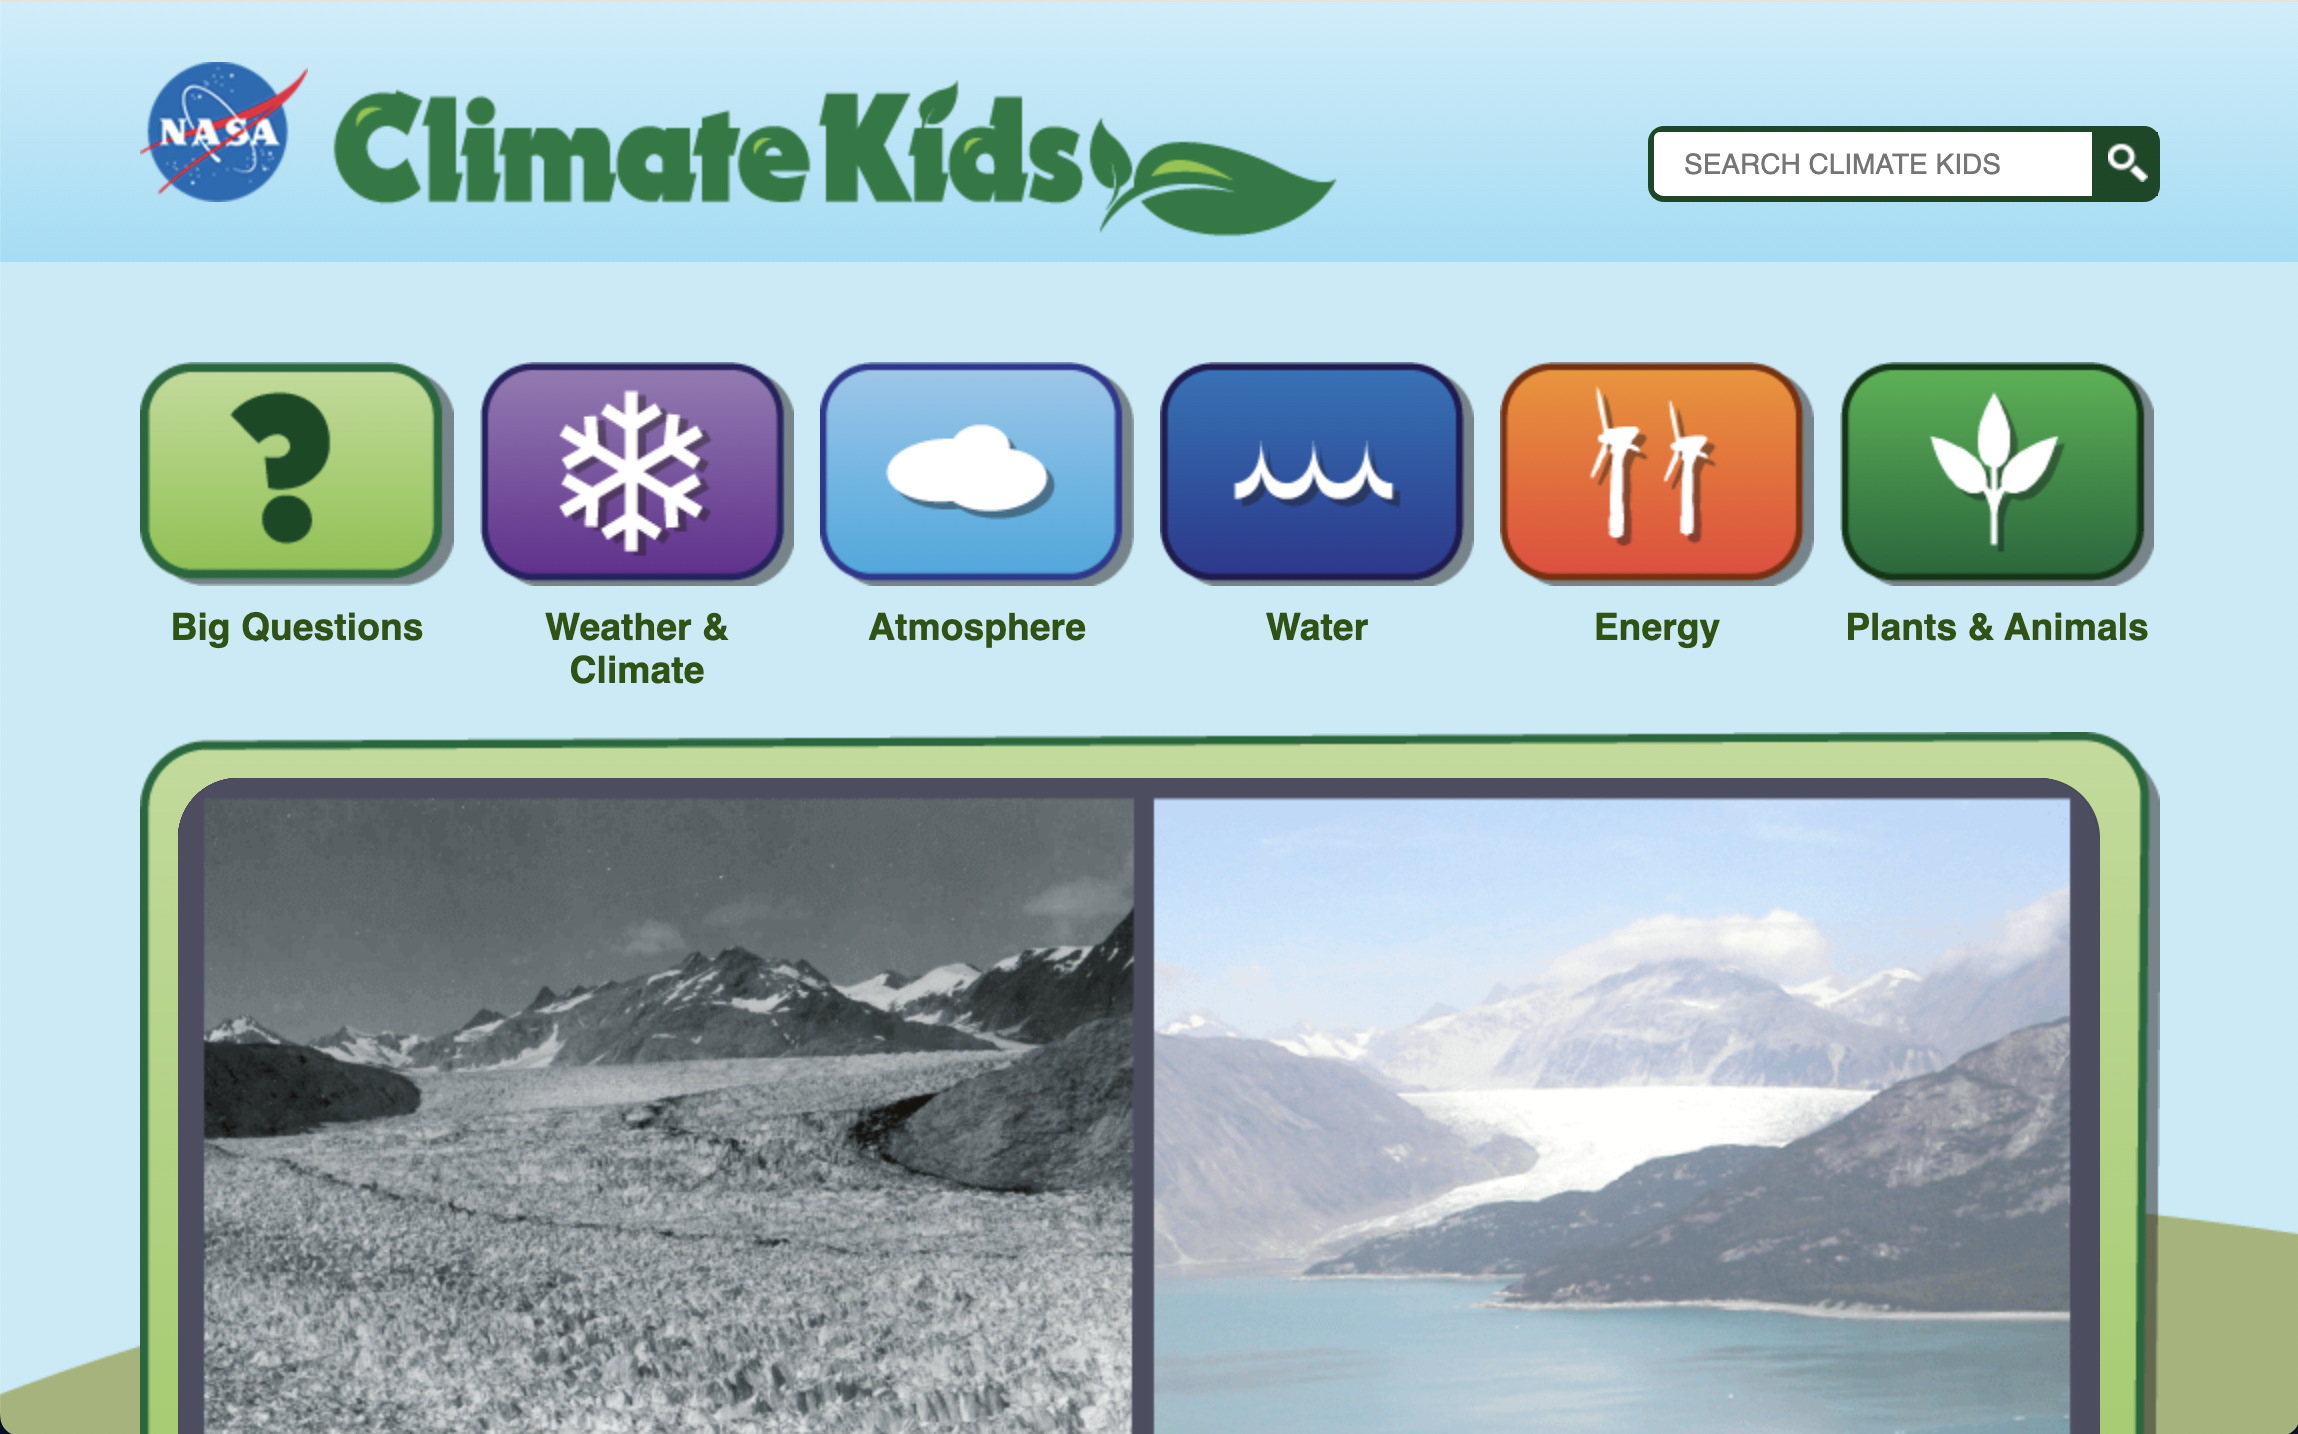 NASA
Climate Kids
SEARCH CLIMATE KIDS
Big Questions
Weather &
Climate
Atmosphere
Water
Energy
Plants & Animals